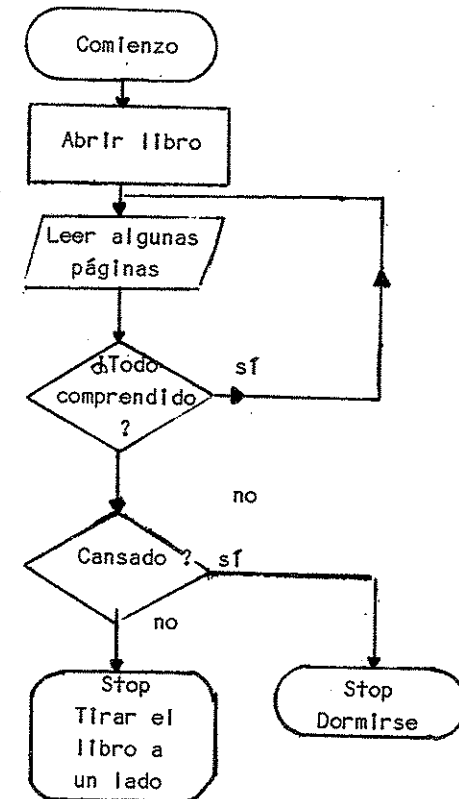 Comienzo
Abrir libro
Leer algunas
páginas
¿Todo
comprendido
?
sí
no
Cansado ?
sí
no
Stop
Tirar el
libro a
un lado
Stop
Dormirse